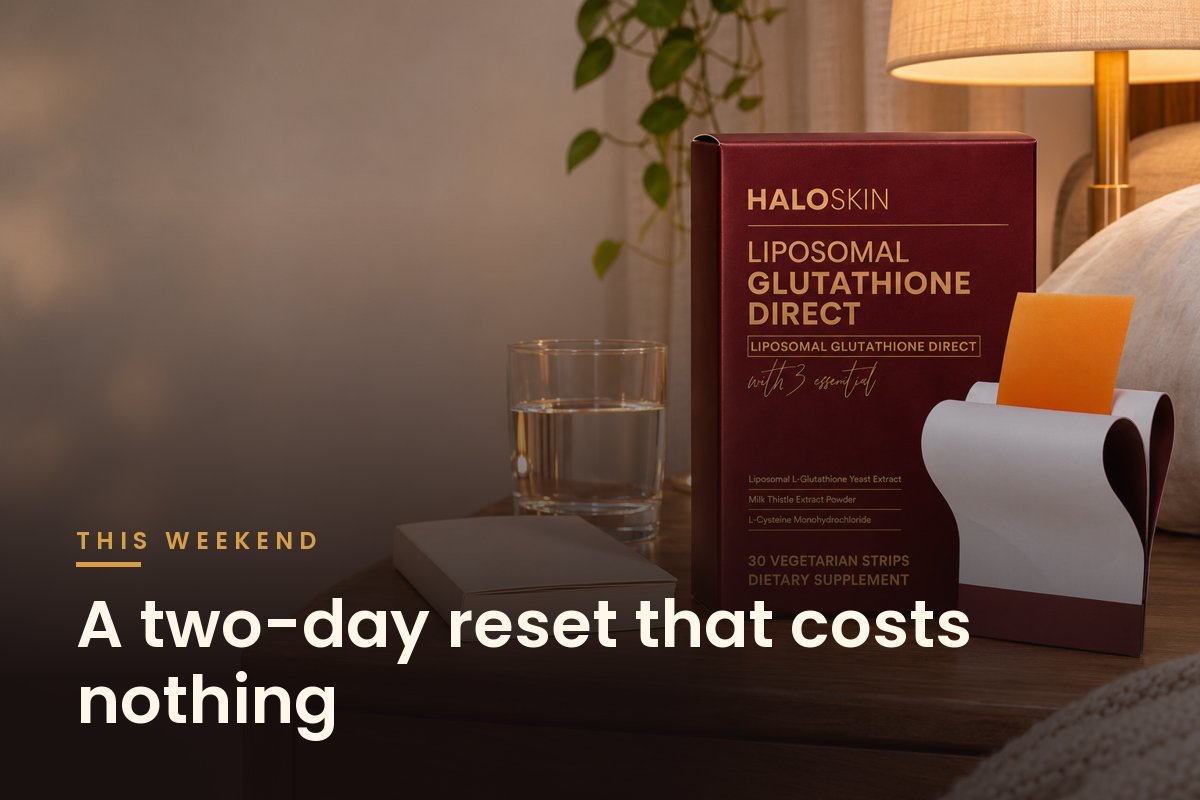 HALOSKIN
LIPOSOMAL
GLUTATHIONE
DIRECT
LIPOSOMAL GLUTATHIONE DIRECT
with 3 essential
Liposomal L-Glutathione Yeast Extract
Milk Thistle Extract Powder
L-Cysteine Monohydrochloride
30 VEGETARIAN STRIPS
DIETARY SUPPLEMENT
THIS WEEKEND
A two-day reset that costs
nothing